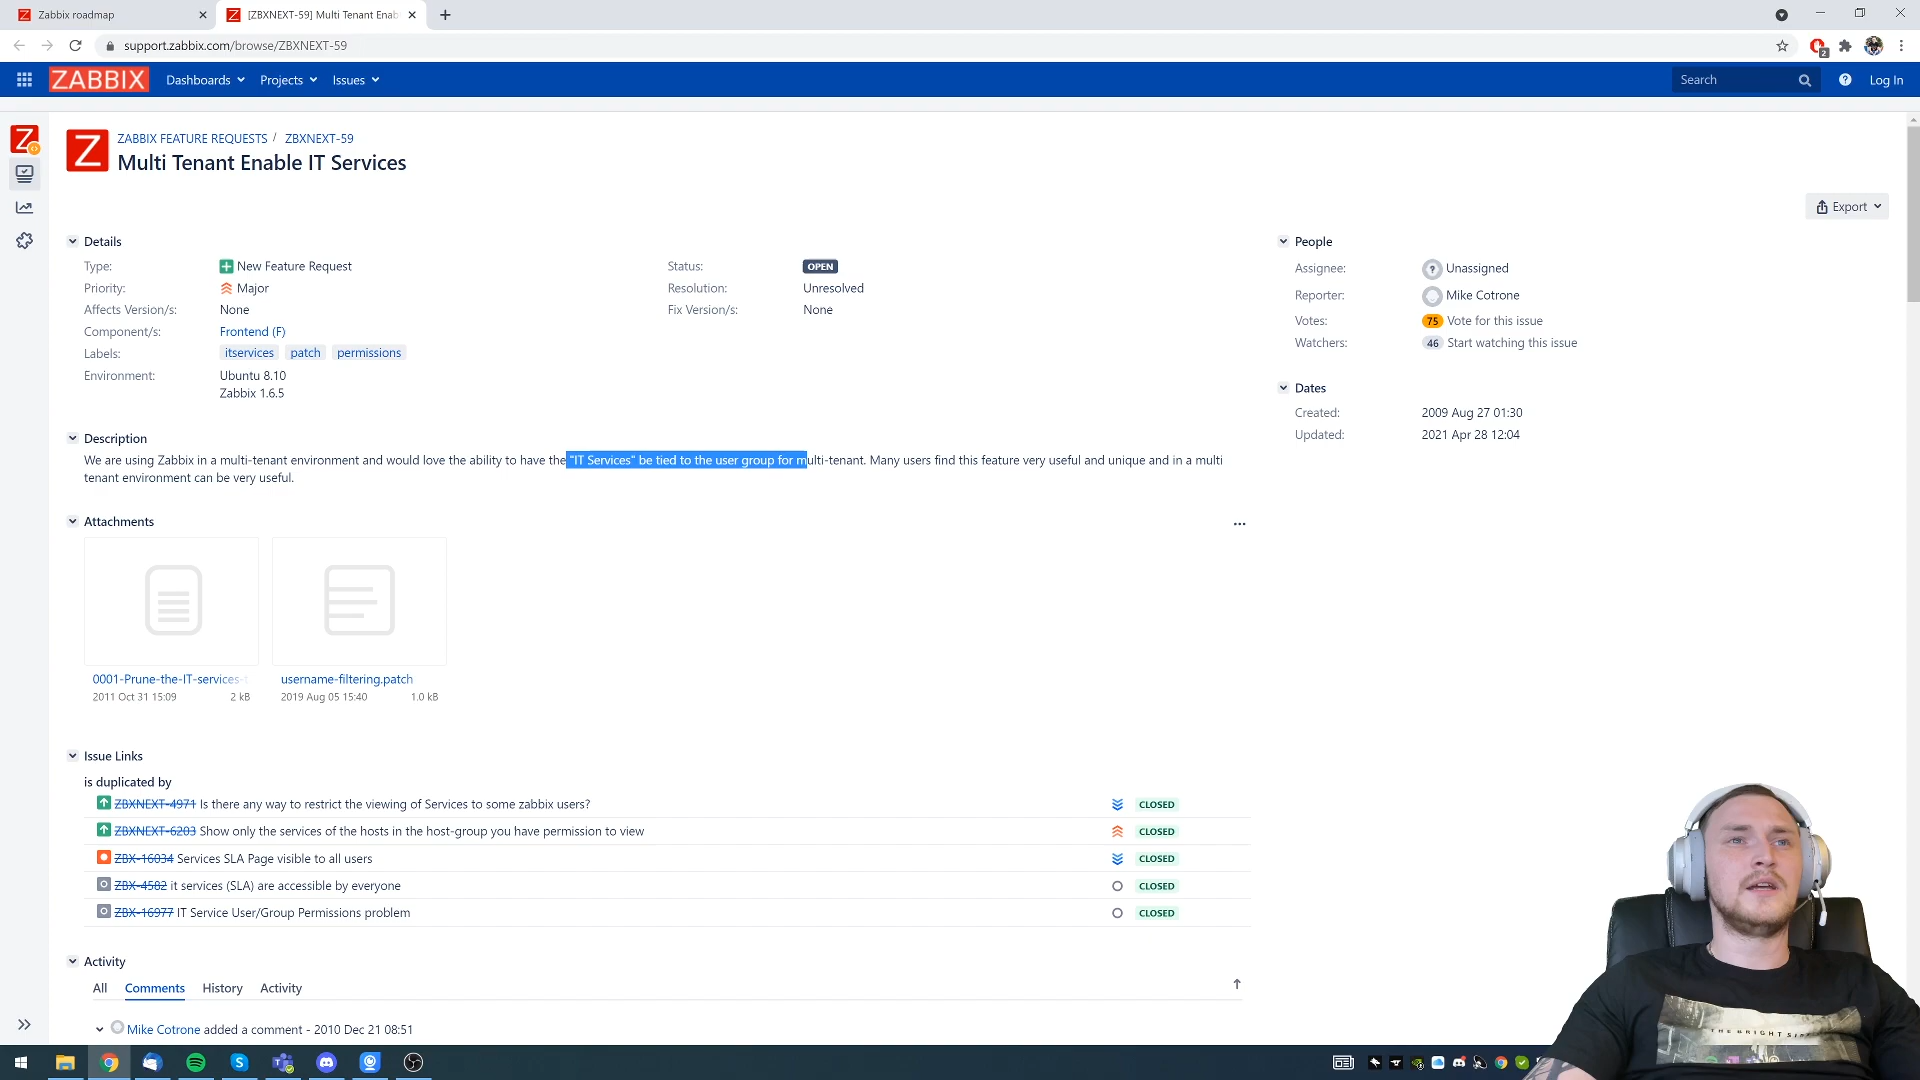 Zabbix roadmap
[ZBXNEXT-59] Multi Tenant Enab
support.zabbix.com/browse/ZBXNEXT-59
2
ZABBIX
Dashboards
Projects
Issues
Search
Log In
ZABBIX FEATURE REQUESTS / ZBXNEXT-59
Multi Tenant Enable IT Services
Export
Details
Type: New Feature Request
Status: OPEN
Priority: Major
Resolution: Unresolved
Affects Version/s: None
Fix Version/s: None
Component/s: Frontend (F)
Labels: itservices patch permissions
Environment: Ubuntu 8.10
Zabbix 1.6.5
People
Assignee: Unassigned
Reporter: Mike Cotrone
Votes: 75 Vote for this issue
Watchers: 46 Start watching this issue
Dates
Created: 2009 Aug 27 01:30
Updated: 2021 Apr 28 12:04
Description
We are using Zabbix in a multi-tenant environment and would love the ability to have the "IT Services" be tied to the user group for multi-tenant. Many users find this feature very useful and unique and in a multi
tenant environment can be very useful.
Attachments
0001-Prune-the-IT-services-
2011 Oct 31 15:09 2 kB
username-filtering.patch
2019 Aug 05 15:40 1.0 kB
Issue Links
is duplicated by
ZBXNEXT-4971 Is there any way to restrict the viewing of Services to some zabbix users? CLOSED
ZBXNEXT-6203 Show only the services of the hosts in the host-group you have permission to view CLOSED
ZBX-16034 Services SLA Page visible to all users CLOSED
ZBX-4582 it services (SLA) are accessible by everyone CLOSED
ZBX-16977 IT Service User/Group Permissions problem CLOSED
Activity
All Comments History Activity
Mike Cotrone added a comment - 2010 Dec 21 08:51
THE BRIGHT SIDE